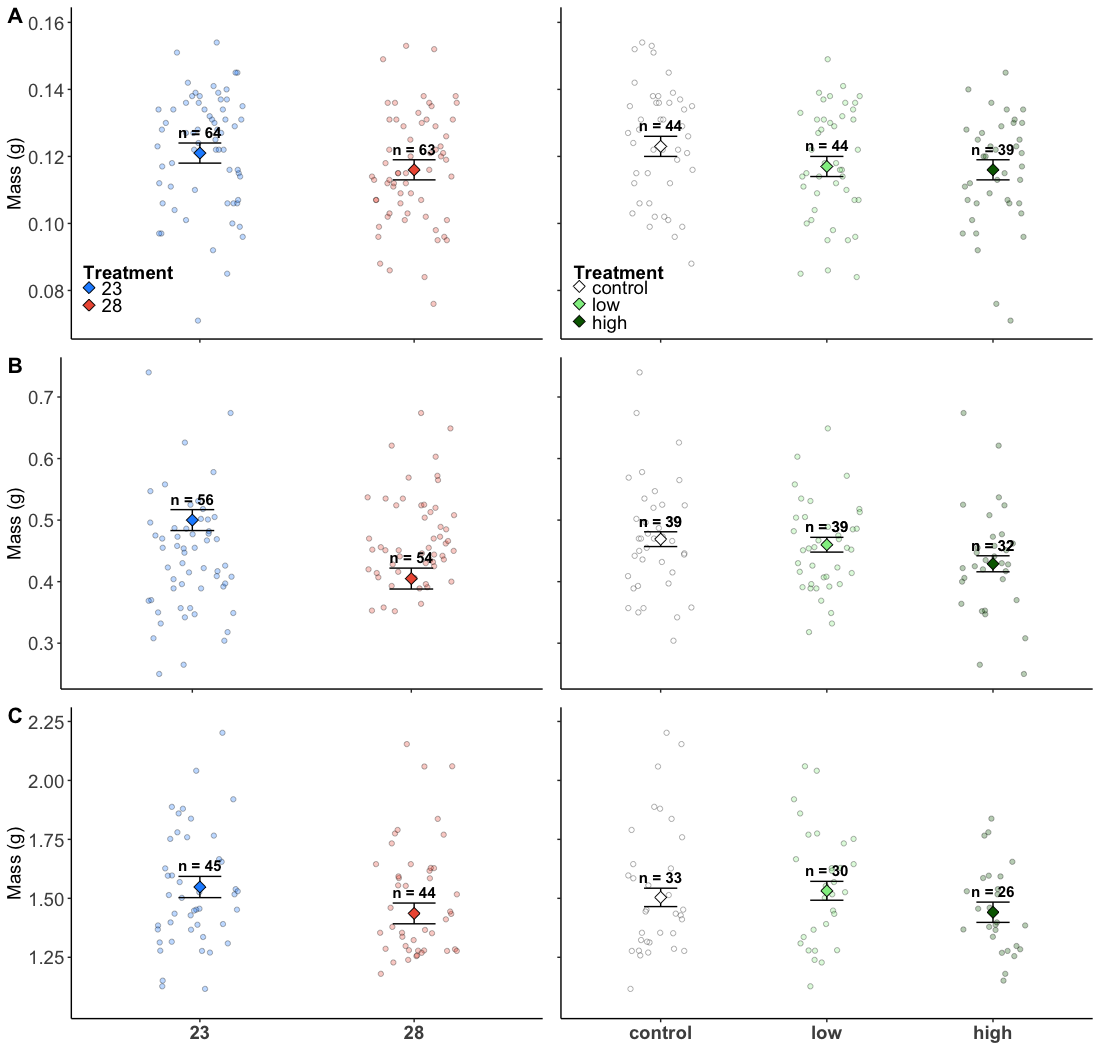 A
0.16
0.14
0.12
0.10
0.08
Mass (g)
n = 64
n = 63
Treatment
23
28
n = 44
n = 44
n = 39
Treatment
control
low
high
B
0.7
0.6
0.5
0.4
0.3
Mass (g)
n = 56
n = 54
n = 39
n = 39
n = 32
C
2.25
2.00
1.75
1.50
1.25
Mass (g)
n = 45
n = 44
n = 33
n = 30
n = 26
23
28
control
low
high